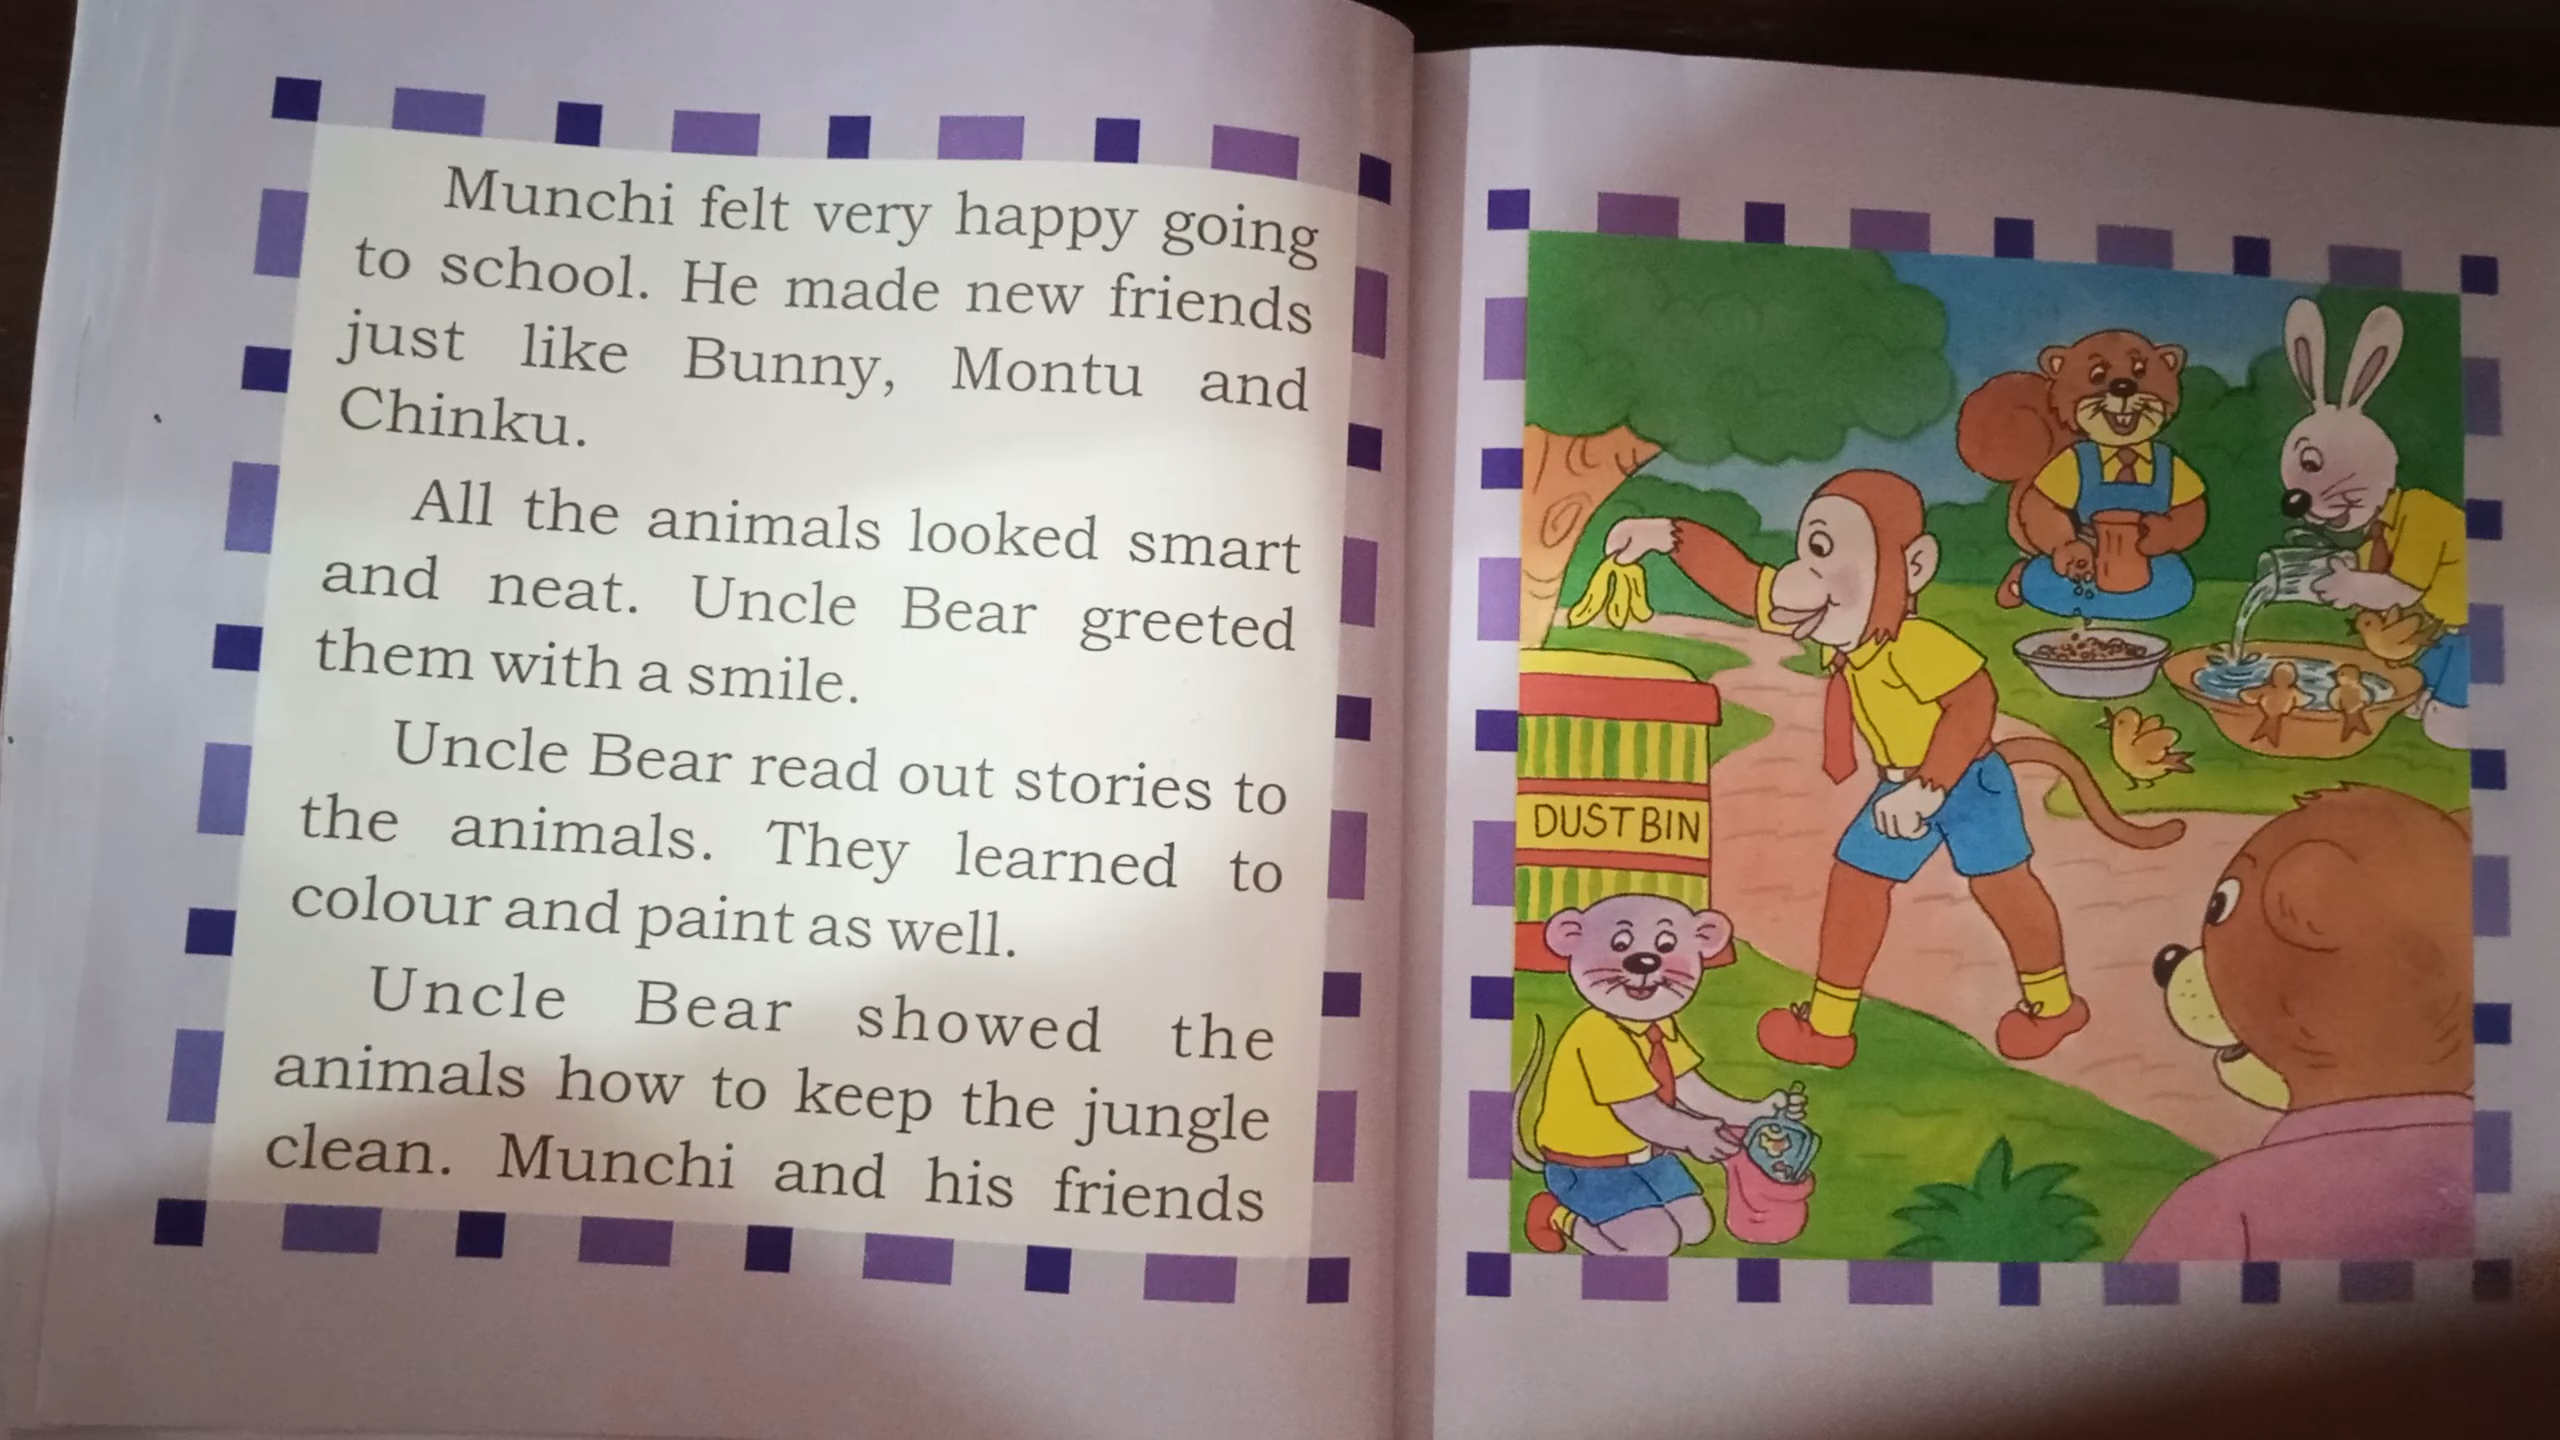 Munchi felt very happy going
to school. He made new friends
just like Bunny, Montu and
Chinku.
All the animals looked smart
and neat. Uncle Bear greeted
them with a smile.
Uncle Bear read out stories to
the animals. They learned to
colour and paint as well.
Uncle Bear showed the
animals how to keep the jungle
clean. Munchi and his friends
DUSTBIN